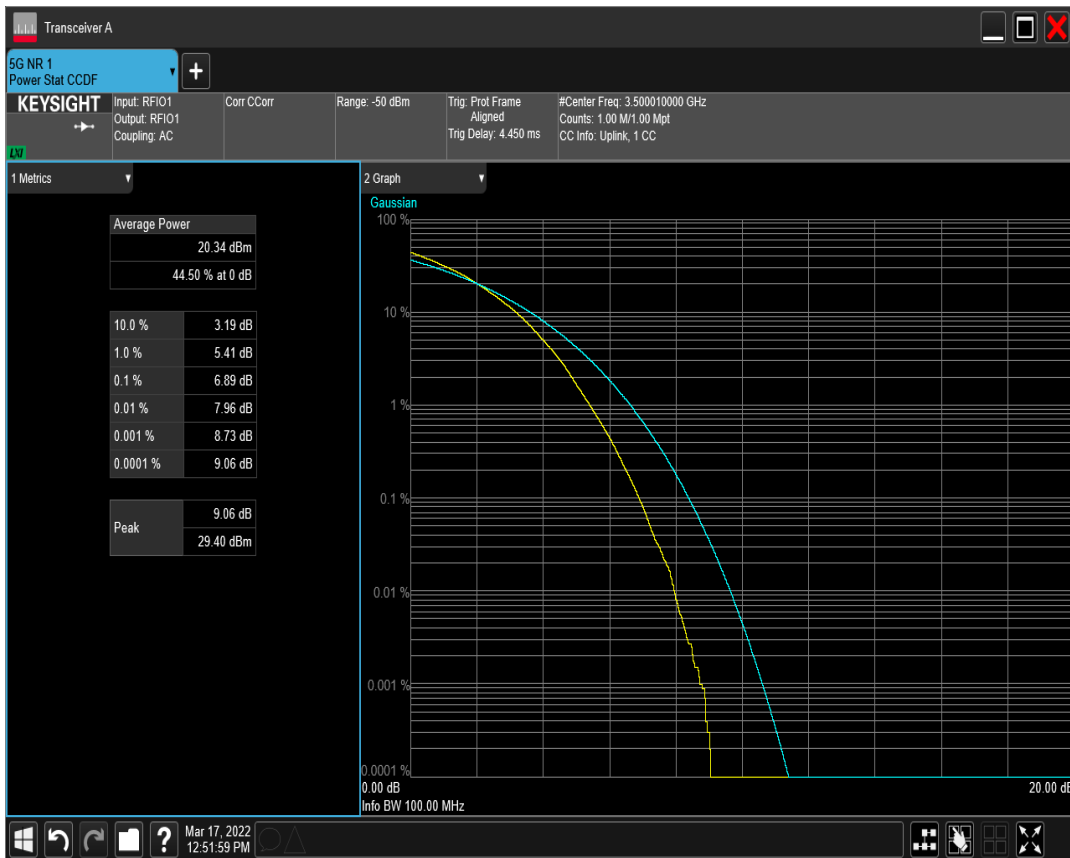 Transceiver A
5G NR 1
Power Stat CCDF
+
KEYSIGHT
LXI
Input: RFIO1
Output: RFIO1
Coupling: AC
Corr CCorr
Range: -50 dBm
Trig: Prot Frame
Aligned
Trig Delay: 4.450 ms
#Center Freq: 3.500010000 GHz
Counts: 1.00 M/1.00 Mpt
CC Info: Uplink, 1 CC
1 Metrics
Average Power
20.34 dBm
44.50 % at 0 dB
10.0 % 3.19 dB
1.0 % 5.41 dB
0.1 % 6.89 dB
0.01 % 7.96 dB
0.001 % 8.73 dB
0.0001 % 9.06 dB
Peak
9.06 dB
29.40 dBm
2 Graph
Gaussian
100 %
10 %
1 %
0.1 %
0.01 %
0.001 %
0.0001 %
0.00 dB 20.00 dB
Info BW 100.00 MHz
?
Mar 17, 2022
12:51:59 PM